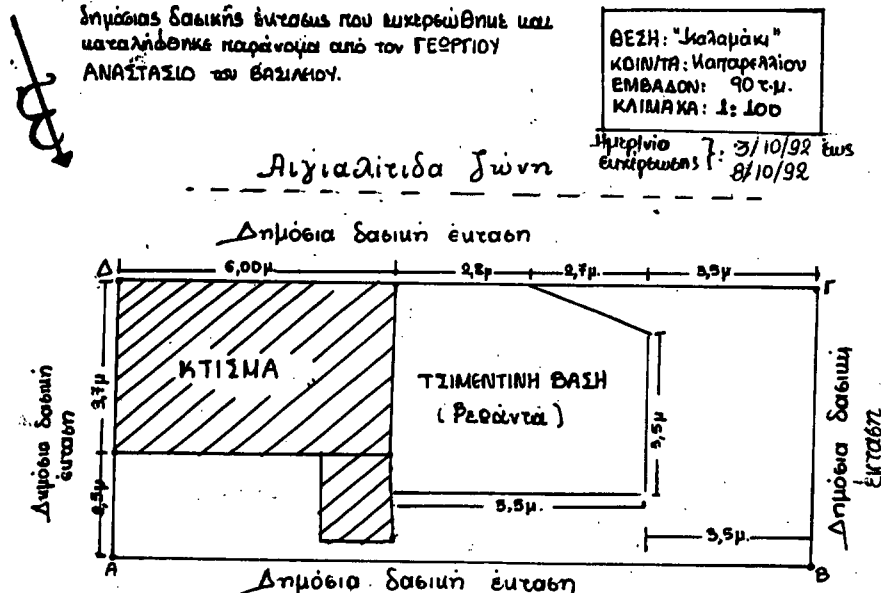 δημόσιας δασικής έκτασης που εκχερσώθηκε και
καταλήφθηκε παράνομα από τον ΓΕΩΡΓΙΟΥ
ΑΝΑΣΤΑΣΙΟ του ΒΑΣΙΛΕΙΟΥ.
ΘΕΣΗ: "Καλαμάκι"
ΚΟΙΝ/ΤΑ: Καπαρελλίου
ΕΜΒΑΔΟΝ: 90 τ.μ.
ΚΛΙΜΑΚΑ: 1:100
Ημερ/νία
εκχέρσωσης }: 3/10/92 έως
8/10/92
Β
Αιγιαλίτιδα ζώνη
Δημόσια δασική έκταση
Δ 6,00μ 2,8μ 2,7μ. 3,5μ Γ
3,7μ
ΚΤΙΣΜΑ
ΤΣΙΜΕΝΤΙΝΗ ΒΑΣΗ
(Βεράντα)
3,5μ
Δημόσια δασική
έκταση
Δημόσια δασική
έκταση
2,5μ
5,5μ.
3,5μ.
Α Β
Δημόσια δασική έκταση